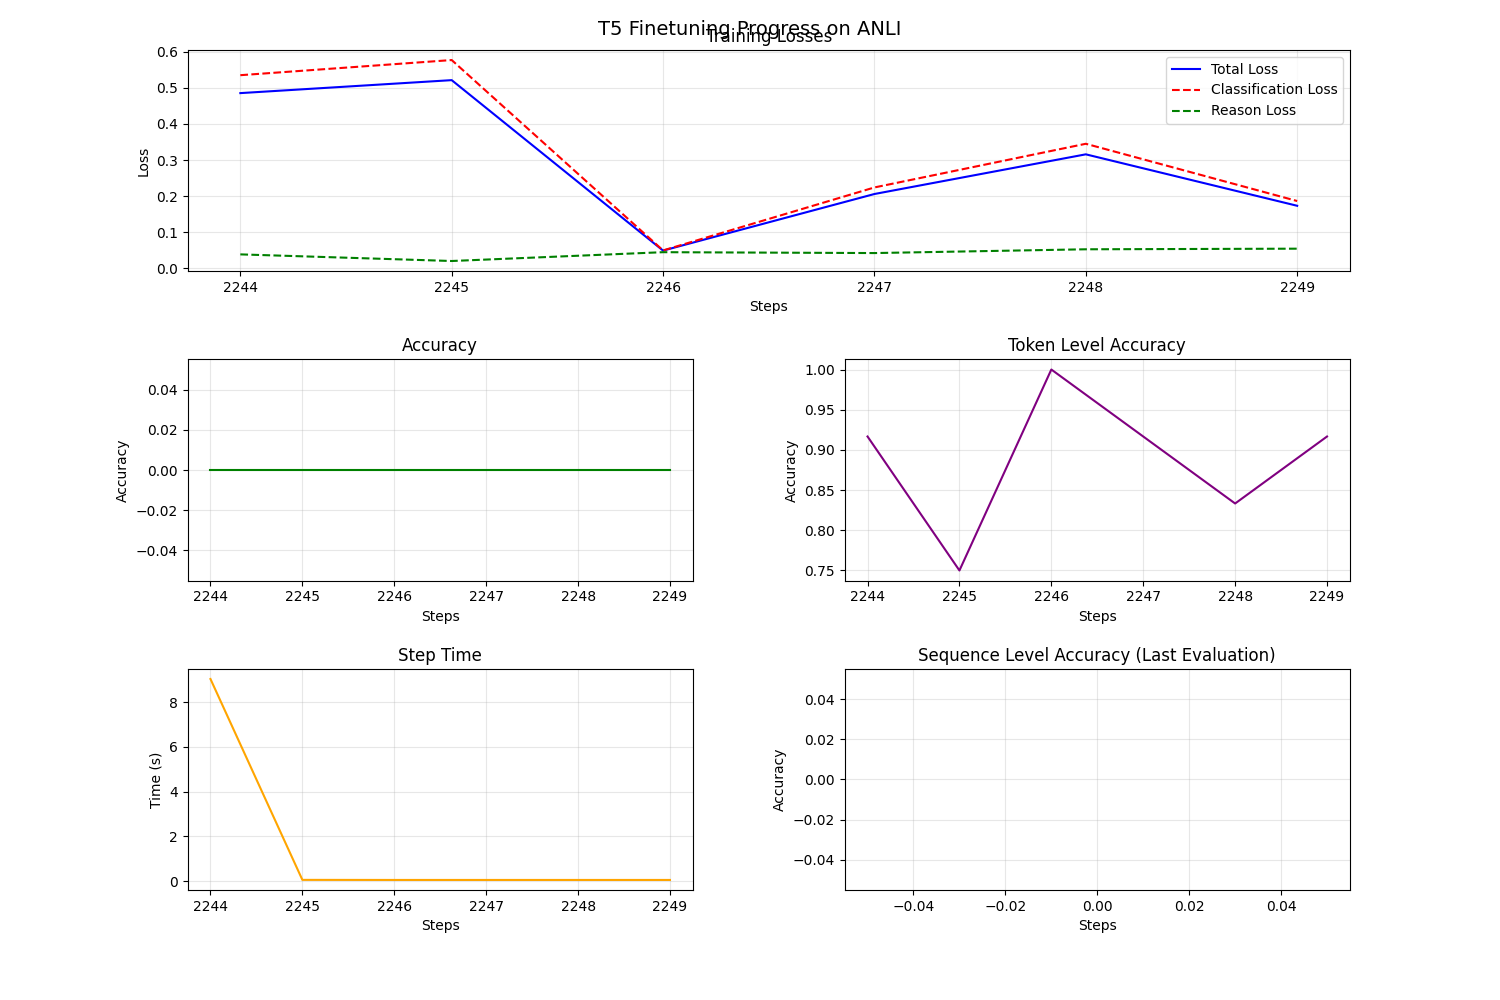 T5 Finetuning Progress on ANLI
Training Losses
0.6
0.5
0.4
0.3
0.2
0.1
0.0
Loss
Total Loss
Classification Loss
Reason Loss
2244 2245 2246 2247 2248 2249
Steps
Accuracy
0.04
0.02
0.00
−0.02
−0.04
Accuracy
2244 2245 2246 2247 2248 2249
Steps
Token Level Accuracy
1.00
0.95
0.90
0.85
0.80
0.75
Accuracy
2244 2245 2246 2247 2248 2249
Steps
Step Time
8
6
4
2
0
Time (s)
2244 2245 2246 2247 2248 2249
Steps
Sequence Level Accuracy (Last Evaluation)
0.04
0.02
0.00
−0.02
−0.04
Accuracy
−0.04 −0.02 0.00 0.02 0.04
Steps